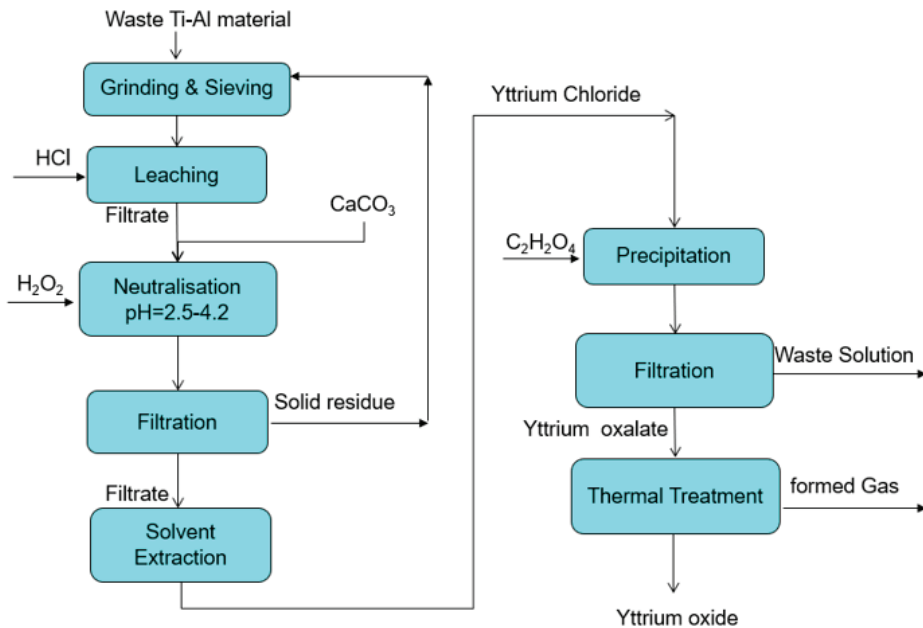 Waste Ti-Al material
Grinding & Sieving
HCl
Leaching
Filtrate
CaCO₃
H₂O₂
Neutralisation
pH=2.5-4.2
Filtration
Solid residue
Filtrate
Solvent
Extraction
Yttrium Chloride
C₂H₂O₄
Precipitation
Filtration
Waste Solution
Yttrium oxalate
Thermal Treatment
formed Gas
Yttrium oxide